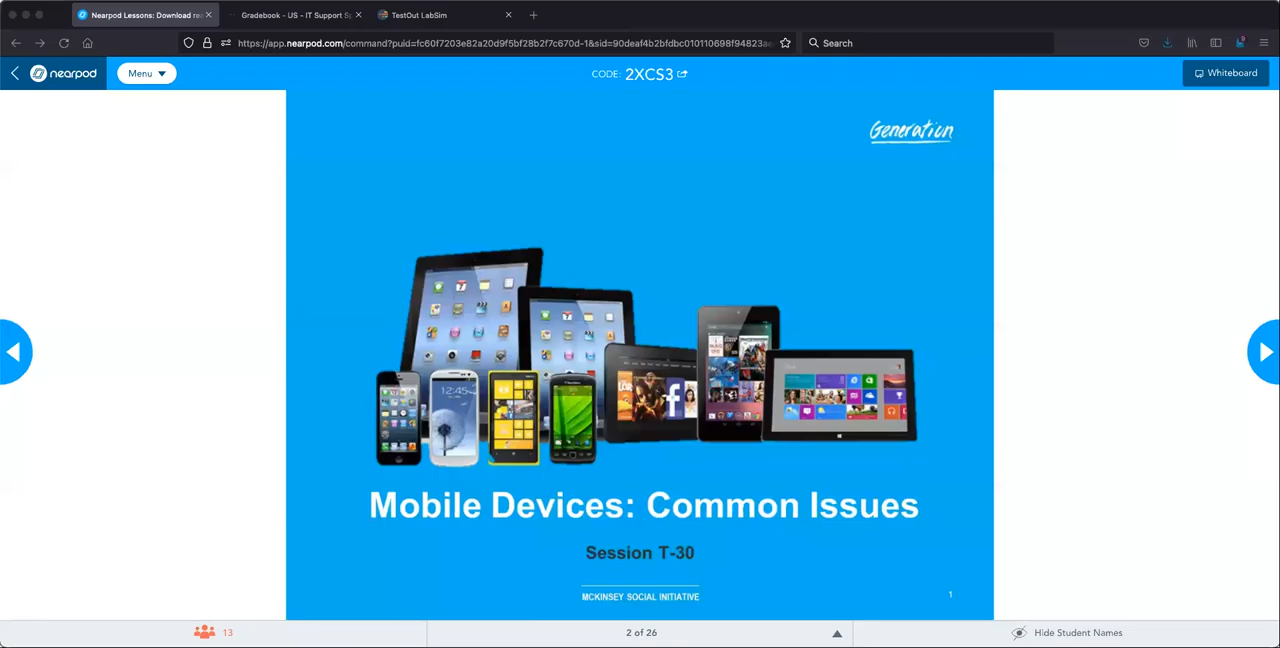 Nearpod Lessons: Download re
Gradebook - US - IT Support S
TestOut LabSim
https://app.nearpod.com/command?puid=fc60f7203e82a20d9f5bf28b2f7c670d-1&sid=90deaf4b2bfdbc010110698f94823a
Search
nearpod
Menu
CODE: 2XCS3
Whiteboard
Generation
12:45
Mobile Devices: Common Issues
Session T-30
MCKINSEY SOCIAL INITIATIVE
1
13
2 of 26
Hide Student Names